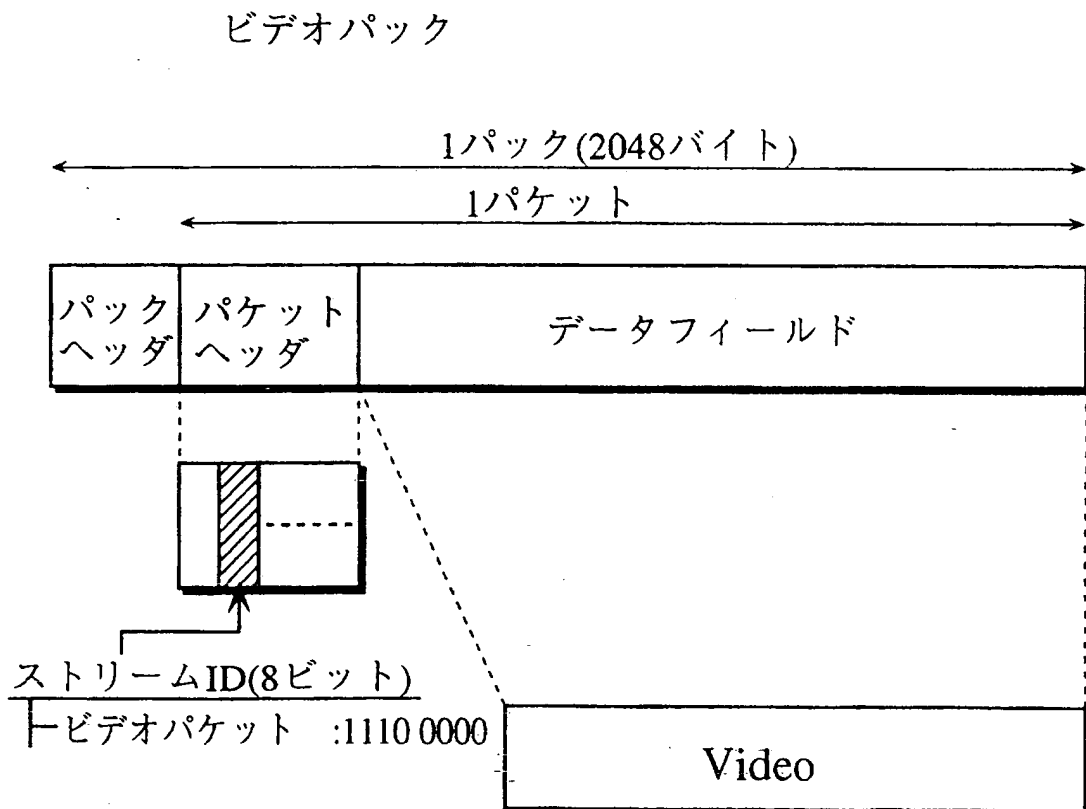 ビデオパック
1パック(2048バイト)
1パケット
パック
ヘッダ
パケット
ヘッダ
データフィールド
ストリームID(8ビット)
ビデオパケット :1110 0000
Video